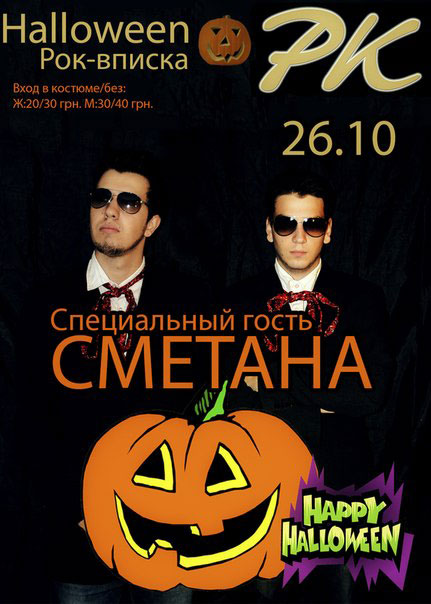 Halloween
Рок-вписка
РК
Вход в костюме/без:
Ж:20/30 грн. М:30/40 грн.
26.10
Специальный гость
СМЕТАНА
HAPPY
HALLOWEEN